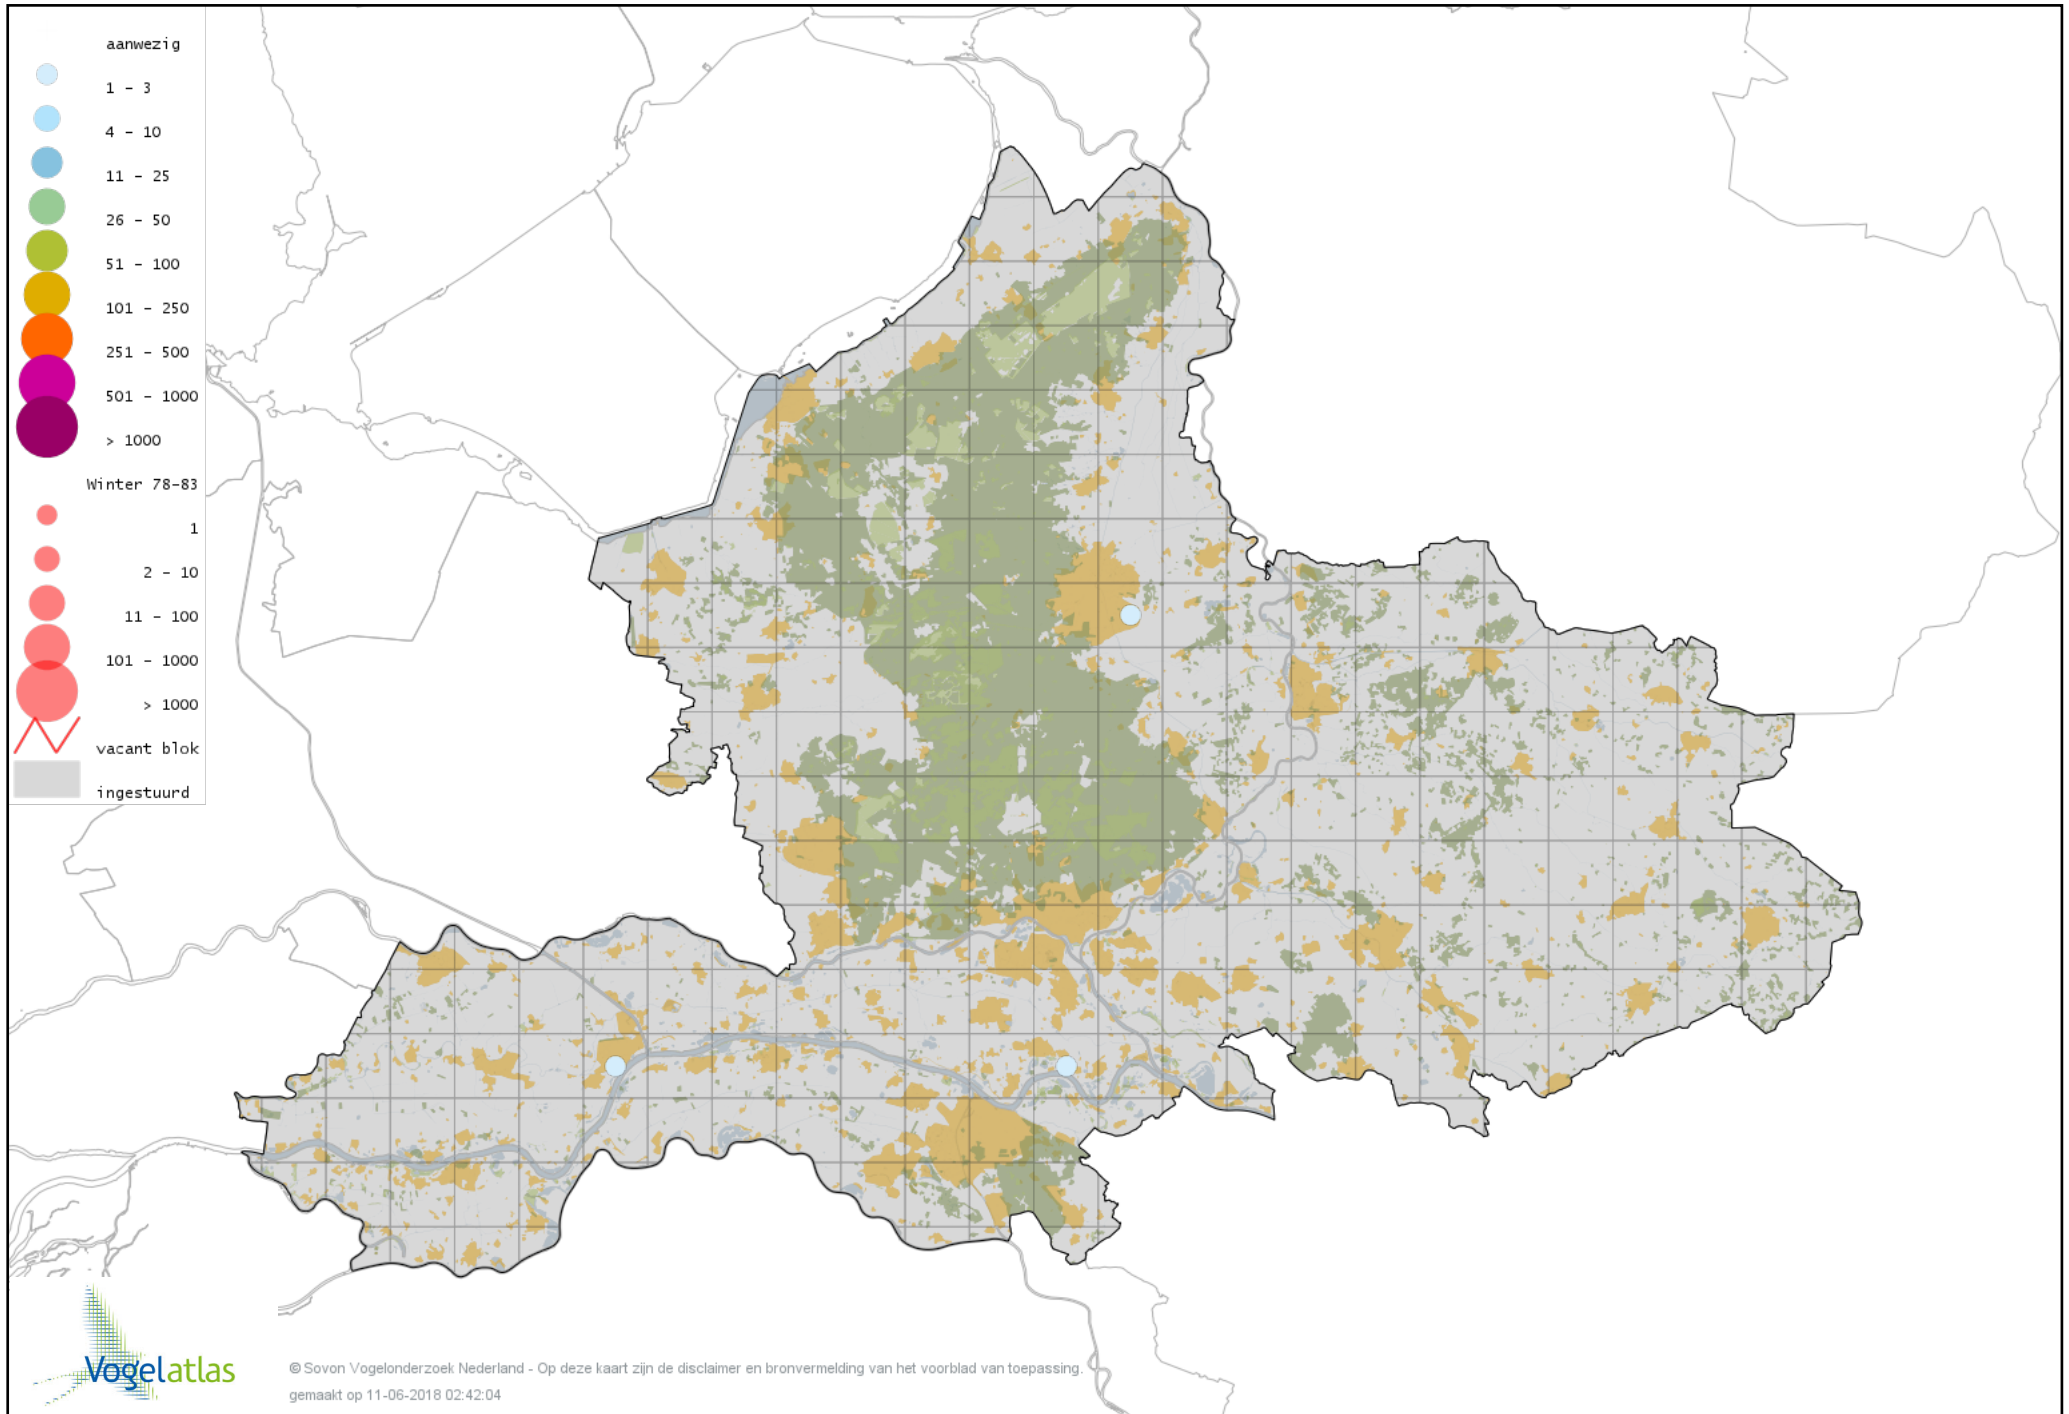 aanwezig
1 - 3
4 - 10
11 - 25
26 - 50
51 - 100
101 - 250
251 - 500
501 - 1000
> 1000
Winter 78-83
1
2 - 10
11 - 100
101 - 1000
> 1000
vacant blok
ingestuurd
Vogelatlas
© Sovon Vogelonderzoek Nederland - Op deze kaart zijn de disclaimer en bronvermelding van het voorblad van toepassing.
gemaakt op 11-06-2018 02:42:04